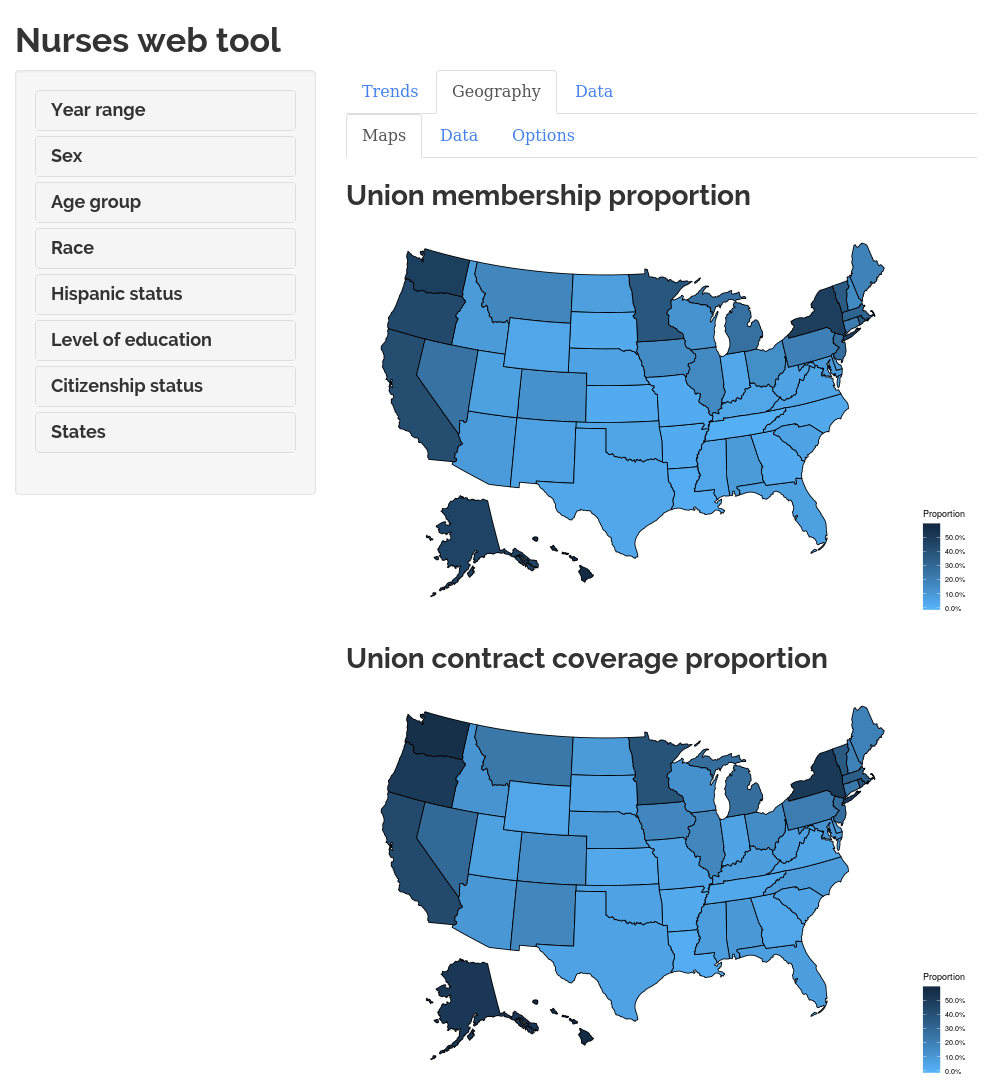 Nurses web tool
Year range
Sex
Age group
Race
Hispanic status
Level of education
Citizenship status
States
Trends Geography Data
Maps Data Options
Union membership proportion
Proportion
50.0%
40.0%
30.0%
20.0%
10.0%
0.0%
Union contract coverage proportion
Proportion
50.0%
40.0%
30.0%
20.0%
10.0%
0.0%